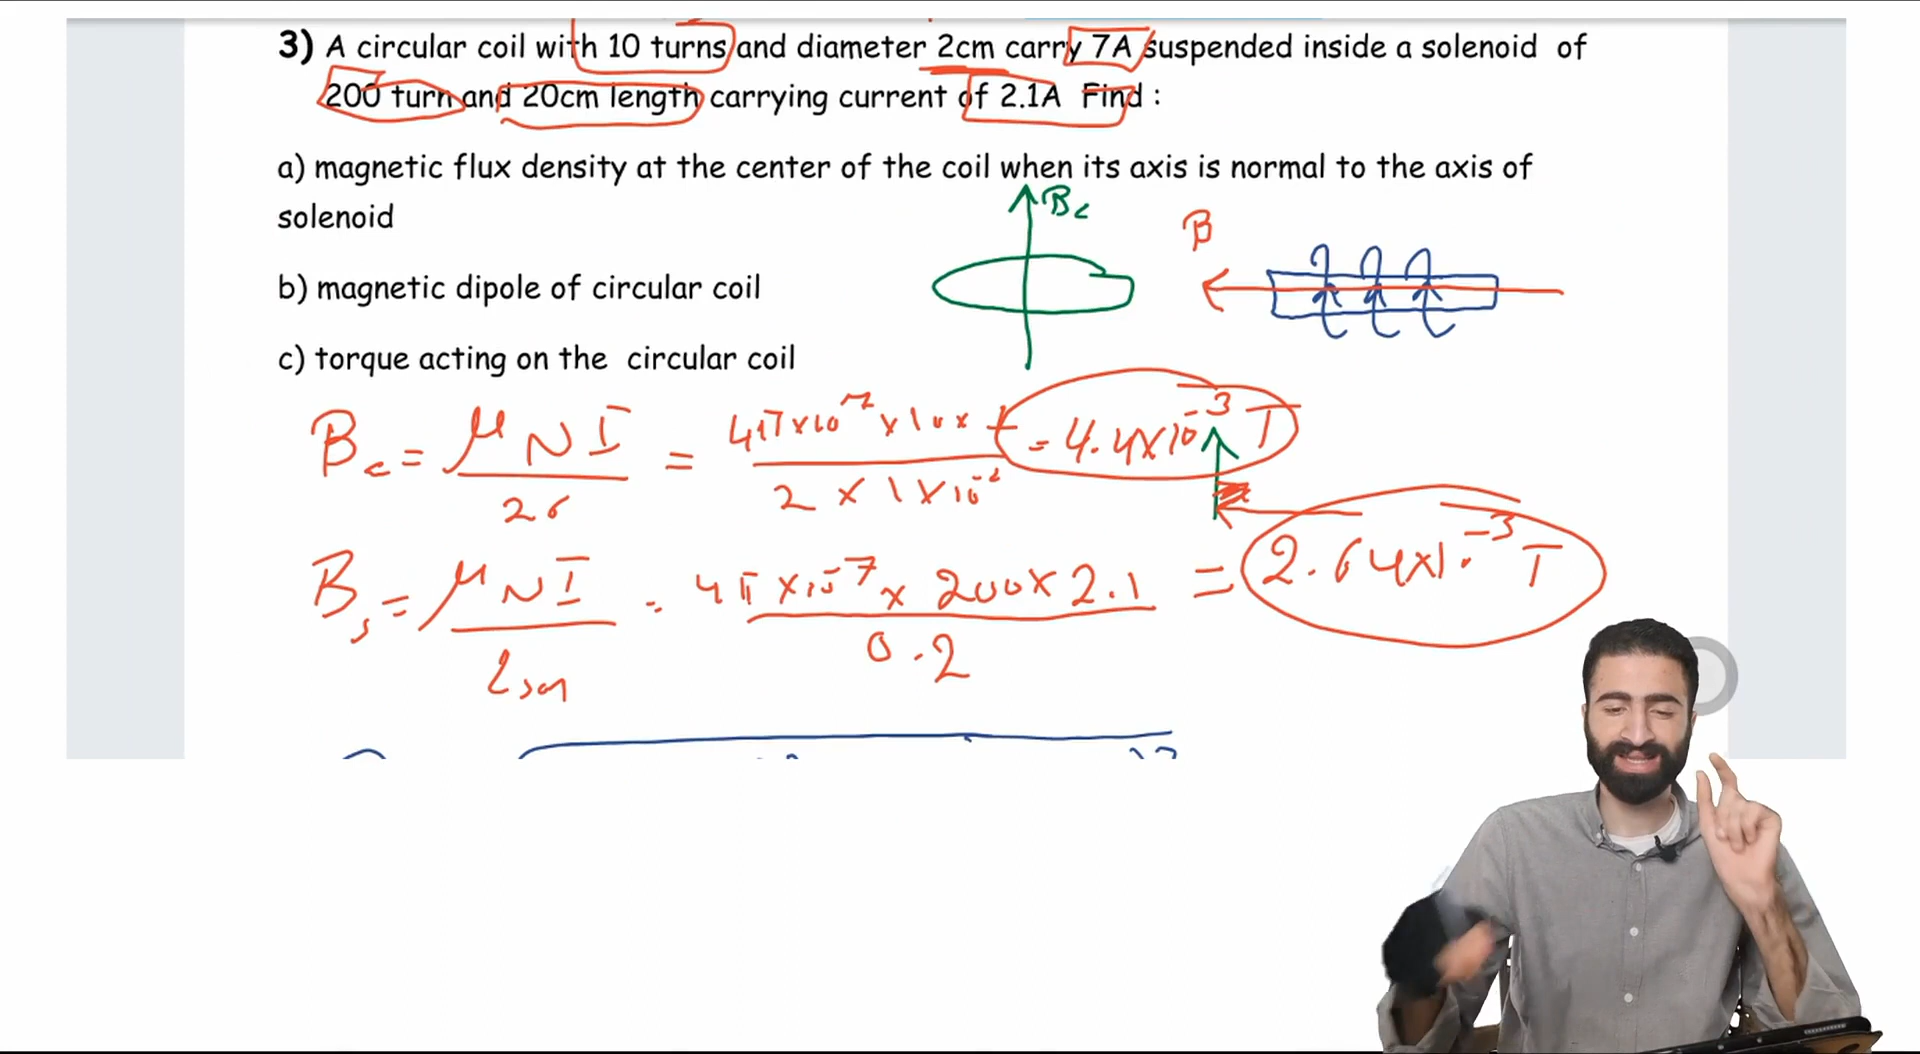 3) A circular coil with 10 turns and diameter 2cm carry 7A suspended inside a solenoid of
200 turn and 20cm length carrying current of 2.1A Find :
a) magnetic flux density at the center of the coil when its axis is normal to the axis of
solenoid
Bc
B
b) magnetic dipole of circular coil
c) torque acting on the circular coil
Bc = μNI / 2r = 4π×10^-7 ×10× / 2 × 1×10^-2 = 4.4×10^-3 T
Bs = μNI / lsol = 4π×10^-7 × 200×2.1 / 0.2 = 2.64×10^-3 T